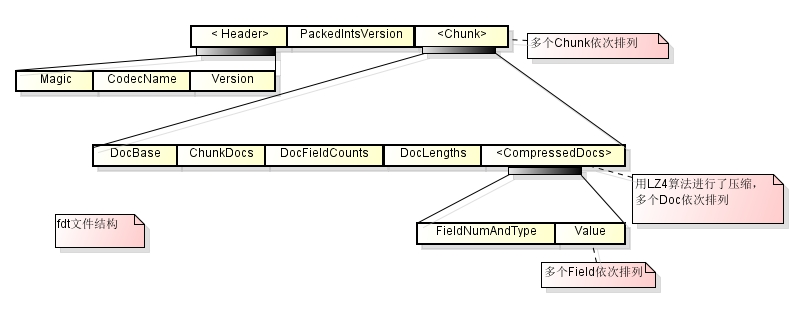 < Header>
PackedIntsVersion
<Chunk>
多个Chunk依次排列
Magic
CodecName
Version
DocBase
ChunkDocs
DocFieldCounts
DocLengths
<CompressedDocs>
用LZ4算法进行了压缩，
多个Doc依次排列
fdt文件结构
FieldNumAndType
Value
多个Field依次排列